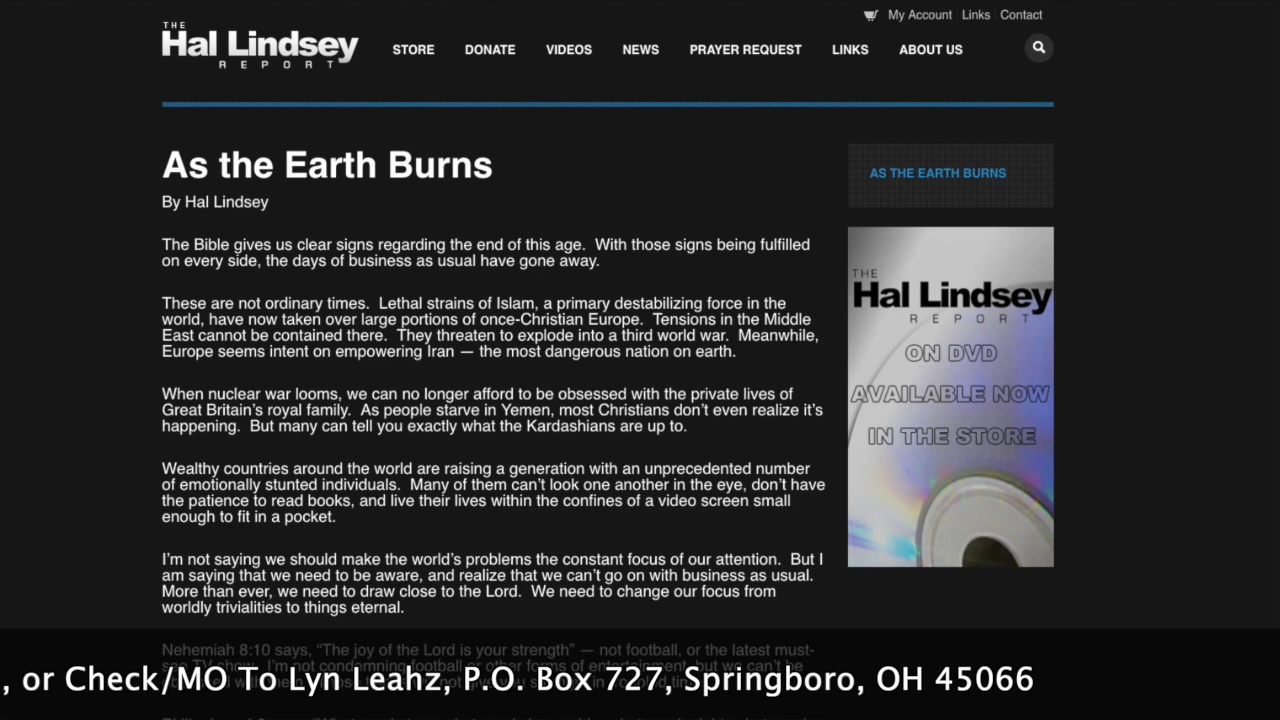 My Account Links Contact
THE
Hal Lindsey
REPORT
STORE DONATE VIDEOS NEWS PRAYER REQUEST LINKS ABOUT US
As the Earth Burns
By Hal Lindsey
The Bible gives us clear signs regarding the end of this age. With those signs being fulfilled
on every side, the days of business as usual have gone away.
These are not ordinary times. Lethal strains of Islam, a primary destabilizing force in the
world, have now taken over large portions of once-Christian Europe. Tensions in the Middle
East cannot be contained there. They threaten to explode into a third world war. Meanwhile,
Europe seems intent on empowering Iran — the most dangerous nation on earth.
When nuclear war looms, we can no longer afford to be obsessed with the private lives of
Great Britain's royal family. As people starve in Yemen, most Christians don't even realize it's
happening. But many can tell you exactly what the Kardashians are up to.
Wealthy countries around the world are raising a generation with an unprecedented number
of emotionally stunted individuals. Many of them can't look one another in the eye, don't have
the patience to read books, and live their lives within the confines of a video screen small
enough to fit in a pocket.
I'm not saying we should make the world's problems the constant focus of our attention. But I
am saying that we need to be aware, and realize that we can't go on with business as usual.
More than ever, we need to draw close to the Lord. We need to change our focus from
worldly trivialities to things eternal.
Nehemiah 8:10 says, “The joy of the Lord is your strength” — not football, or the latest must-
see TV show. I'm not condemning football or other forms of entertainment, but we can't be
AS THE EARTH BURNS
THE
Hal Lindsey
REPORT
ON DVD
AVAILABLE NOW
IN THE STORE
, or Check/MO To Lyn Leahz, P.O. Box 727, Springboro, OH 45066